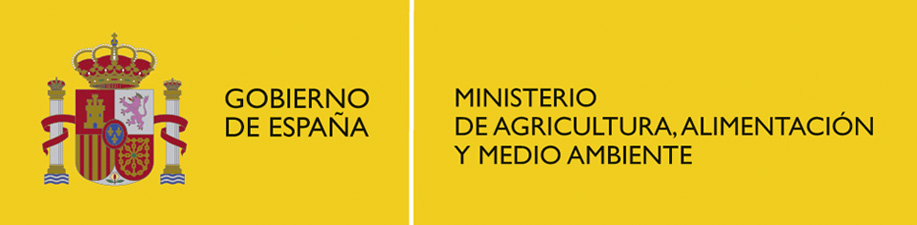 GOBIERNO
DE ESPAÑA
MINISTERIO
DE AGRICULTURA, ALIMENTACIÓN
Y MEDIO AMBIENTE